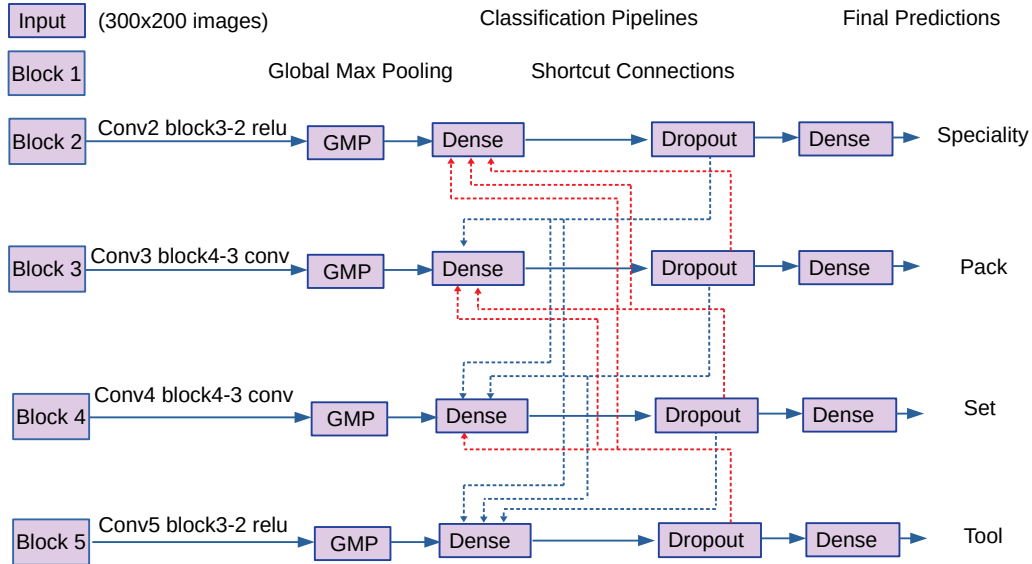 Input (300x200 images) Classification Pipelines Final Predictions
Block 1 Global Max Pooling Shortcut Connections
Block 2 Conv2 block3-2 relu GMP Dense Dropout Dense Speciality
Block 3 Conv3 block4-3 conv GMP Dense Dropout Dense Pack
Block 4 Conv4 block4-3 conv GMP Dense Dropout Dense Set
Block 5 Conv5 block3-2 relu GMP Dense Dropout Dense Tool